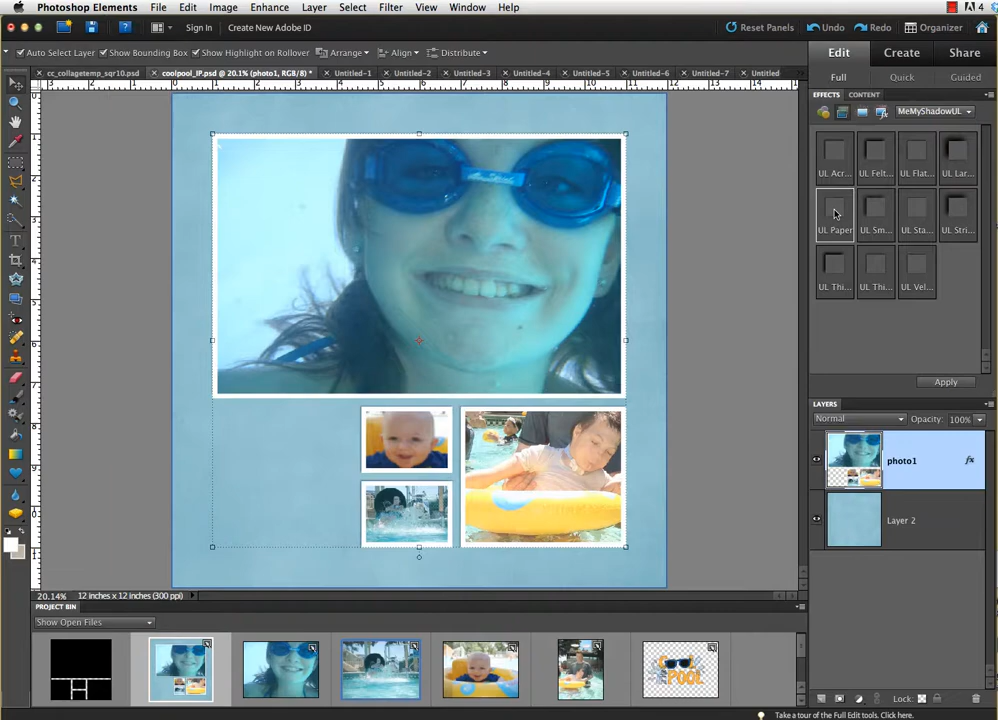 Photoshop Elements File Edit Image Enhance Layer Select Filter View Window Help 4
Sign In Create New Adobe ID Reset Panels Undo Redo Organizer
Auto Select Layer Show Bounding Box Show Highlight on Rollover Arrange Align Distribute Edit Create Share
cc_collagetemp_sqr10.psd coolpool_IP.psd @ 20.1% (photo1, RGB/8) * Untitled-1 Untitled-2 Untitled-3 Untitled-4 Untitled-5 Untitled-6 Untitled-7 Untitled Full Quick Guided
EFFECTS CONTENT
MeMyShadowUL
UL Acr... UL Felt... UL Flat... UL Lar...
UL Paper UL Sm... UL Sta... UL Stri...
UL Thi... UL Thi... UL Vel...
Apply
LAYERS
Normal Opacity: 100%
photo1 fx
Layer 2
20.14% 12 inches x 12 inches (300 ppi)
PROJECT BIN
Show Open Files
COOL
POOL
Lock:
Take a tour of the Full Edit tools. Click here.